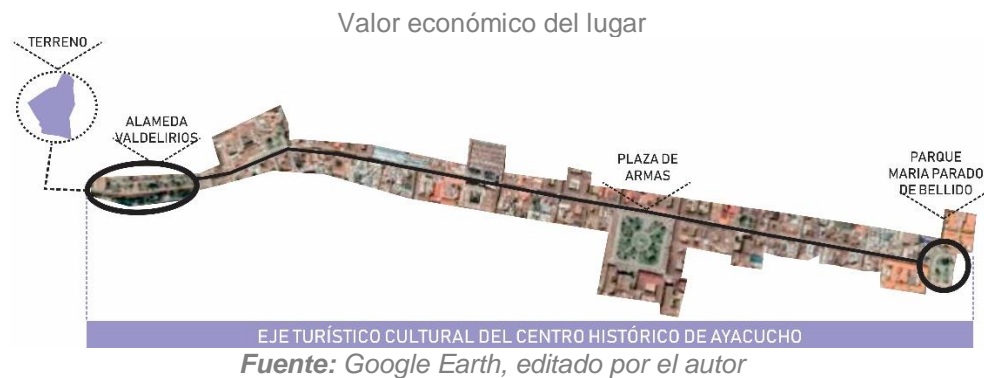 Valor económico del lugar
TERRENO
ALAMEDA
VALDELIRIOS
PLAZA DE
ARMAS
PARQUE
MARIA PARADO
DE BELLIDO
EJE TURÍSTICO CULTURAL DEL CENTRO HISTÓRICO DE AYACUCHO
Fuente: Google Earth, editado por el autor